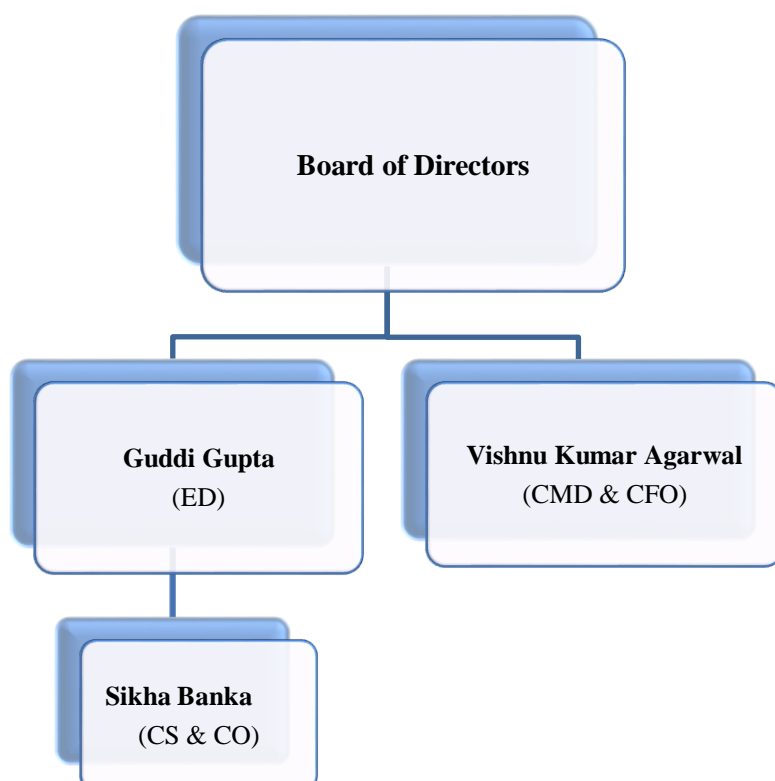 Board of Directors
Guddi Gupta
(ED)
Vishnu Kumar Agarwal
(CMD & CFO)
Sikha Banka
(CS & CO)